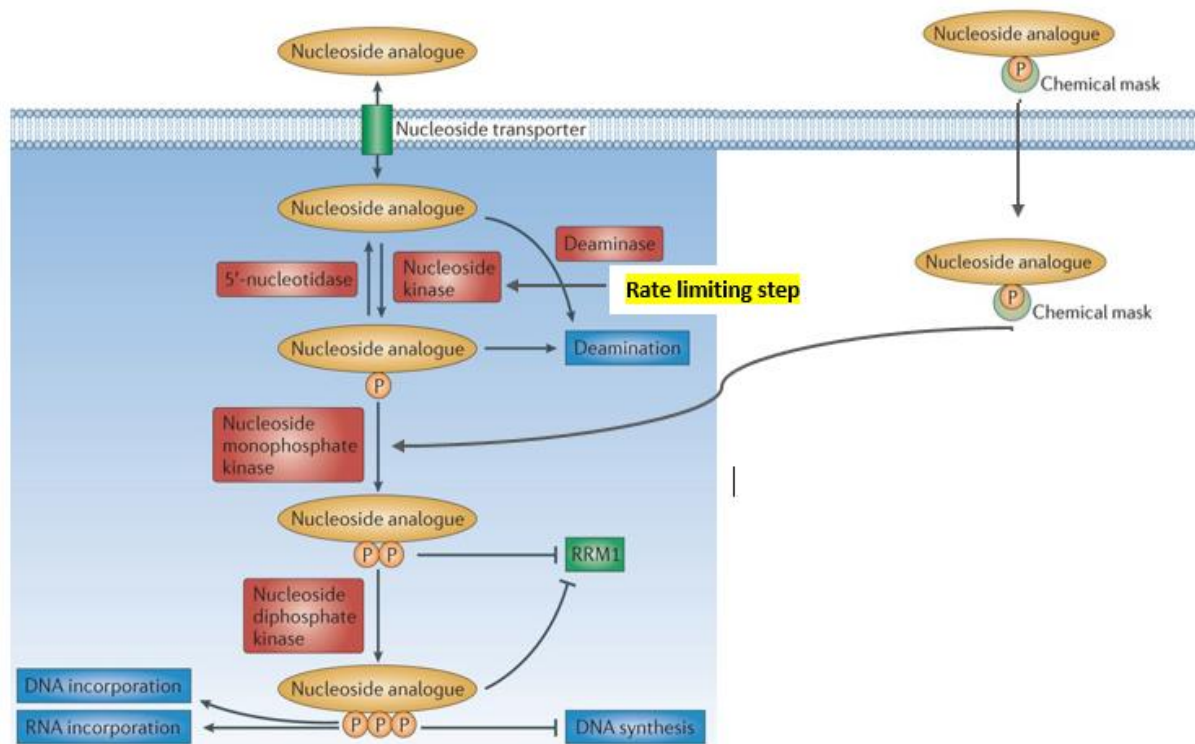 Nucleoside analogue
Nucleoside analogue
P
Chemical mask
Nucleoside transporter
Nucleoside analogue
Deaminase
5′-nucleotidase
Nucleoside
kinase
Rate limiting step
Nucleoside analogue
P
Chemical mask
Nucleoside analogue
P
Deamination
Nucleoside
monophosphate
kinase
Nucleoside analogue
P P
RRM1
Nucleoside
diphosphate
kinase
Nucleoside analogue
P P P
DNA incorporation
RNA incorporation
DNA synthesis